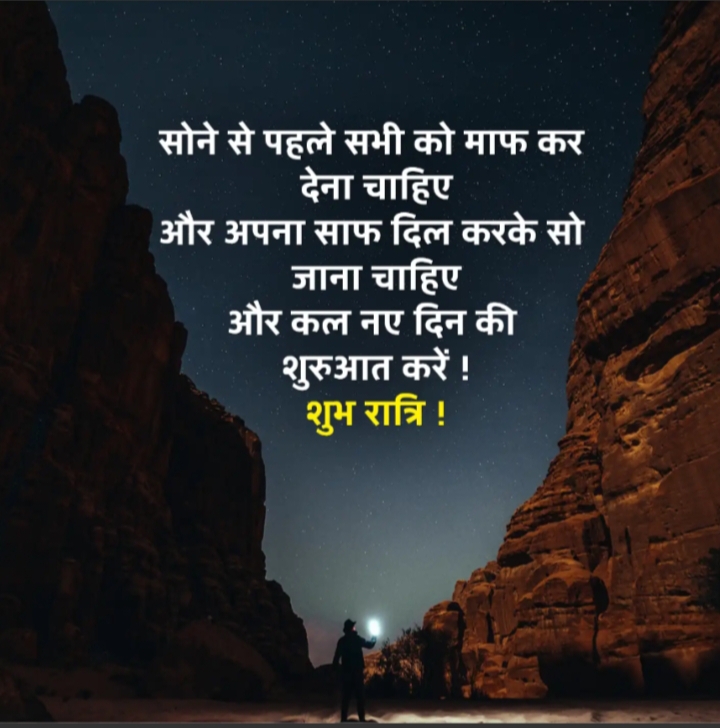 सोने से पहले सभी को माफ कर
देना चाहिए
और अपना साफ दिल करके सो
जाना चाहिए
और कल नए दिन की
शुरुआत करें !
शुभ रात्रि !